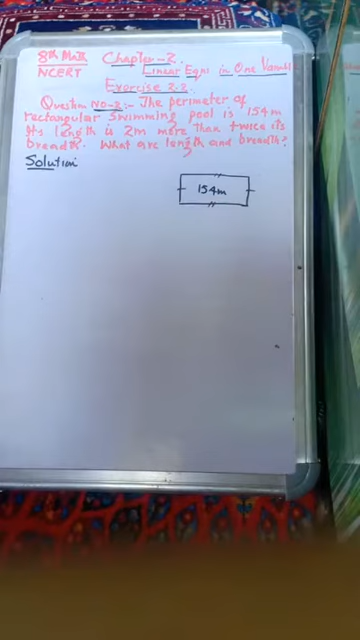 8th Math Chapter-2.
NCERT Linear Eqns in One Variabl
Exercise 2.2
Question NO-2:- The perimeter of
rectangular swimming pool is 154m
Its length is 2m more than twice its
breadth. What are length and breadth?
Solution
154m